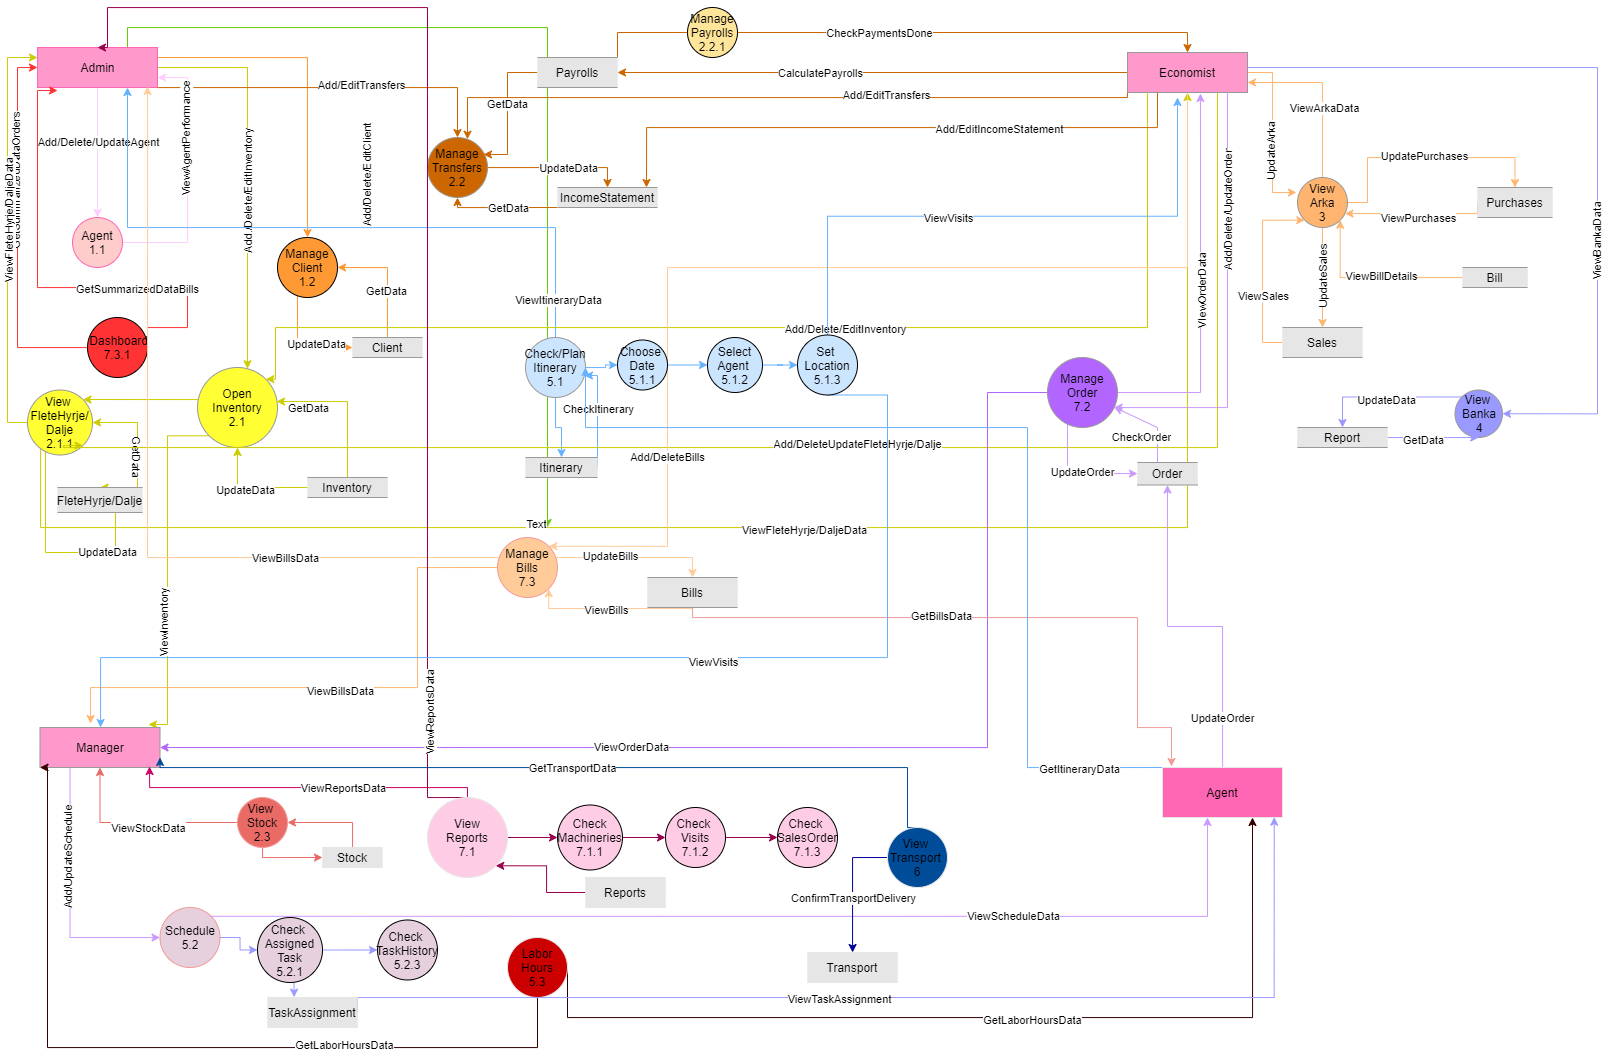 Manage
Payrolls
2.2.1
CheckPaymentsDone
Admin
Payrolls
CalculatePayrolls
Economist
Add/EditTransfers
Add/EditTransfers
GetData
ViewArkaData
Add/EditIncomeStatement
Add/Delete/UpdateAgent
ViewAgentPerformance
Add./Delete/EditInventory
Add/Delete/EditClient
Manage
Transfers
2.2
UpdateData
IncomeStatement
GetData
UpdateArka
UpdatePurchases
View
Arka
3
Purchases
ViewPurchases
ViewVisits
Add/Delete/UpdateOrder
ViewBankaData
ViewFleteHyrje/DaljeData
GetSummarizedDataOrders
Agent
1.1
Manage
Client
1.2
GetData
GetSummarizedDataBills
ViewItineraryData
VIewOrderData
UpdateSales
ViewBillDetails
Bill
ViewSales
Sales
Dashboard
7.3.1
UpdateData
Client
Add/Delete/EditInventory
Check/Plan
Itinerary
5.1
Choose
Date
5.1.1
Select
Agent
5.1.2
Set
Location
5.1.3
Manage
Order
7.2
View
FleteHyrje/
Dalje
2.1.1
Open
Inventory
2.1
GetData
CheckItinerary
UpdateData
View
Banka
4
Report
GetData
CheckOrder
Add/DeleteUpdateFleteHyrje/Dalje
GetData
Add/DeleteBills
Itinerary
UpdateOrder
Order
UpdateData
Inventory
FleteHyrje/Dalje
Text
ViewFleteHyrje/DaljeData
UpdateData
ViewBillsData
Manage
Bills
7.3
UpdateBills
Bills
ViewBills
GetBillsData
ViewInventory
ViewVisits
ViewBillsData
ViewReportsData
UpdateOrder
Manager
ViewOrderData
GetTransportData
GetItineraryData
Agent
ViewReportsData
Add/UpdateSchedule
ViewStockData
View
Stock
2.3
Stock
View
Reports
7.1
Check
Machineries
7.1.1
Check
Visits
7.1.2
Check
SalesOrder
7.1.3
View
Transport
6
Reports
ConfirmTransportDelivery
ViewScheduleData
Schedule
5.2
Check
Assigned
Task
5.2.1
Check
TaskHistory
5.2.3
Labor
Hours
5.3
Transport
TaskAssignment
ViewTaskAssignment
GetLaborHoursData
GetLaborHoursData